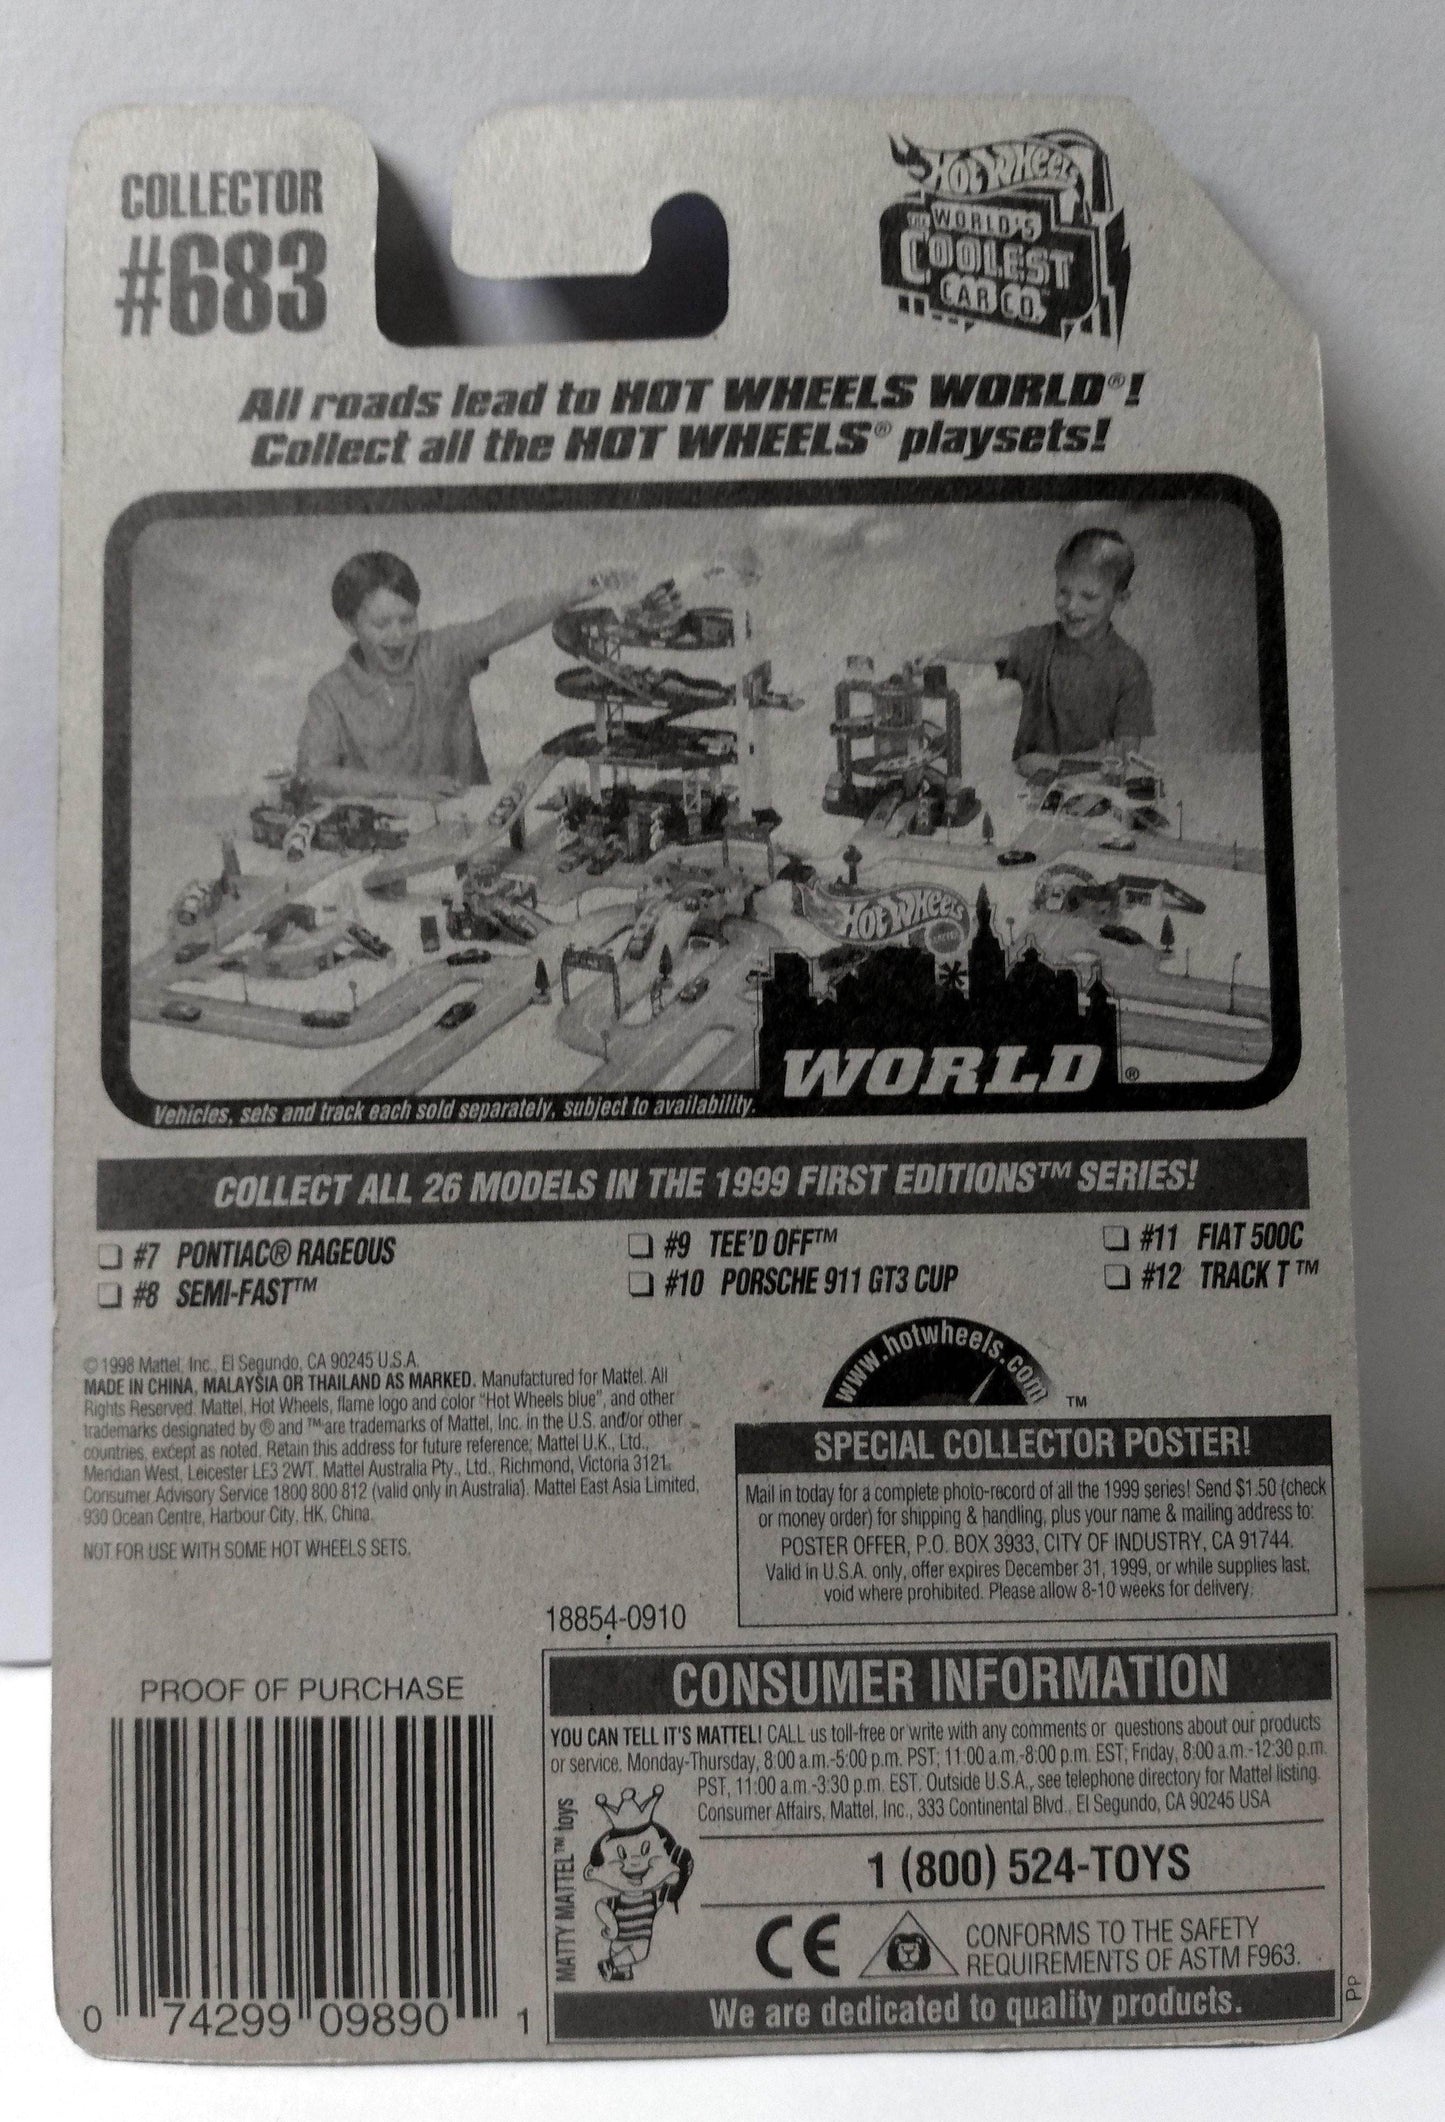 COLLECTOR
#683
HOT WHEELS
THE WORLD'S
COOLEST
CAR CO.™
All roads lead to HOT WHEELS WORLD®!
Collect all the HOT WHEELS® playsets!
HOT WHEELS
WORLD ®
Vehicles, sets and track each sold separately, subject to availability.
COLLECT ALL 26 MODELS IN THE 1999 FIRST EDITIONS™ SERIES!
#7 PONTIAC® RAGEOUS
#8 SEMI-FAST™
#9 TEE'D OFF™
#10 PORSCHE 911 GT3 CUP
#11 FIAT 500C
#12 TRACK T™
© 1998 Mattel, Inc., El Segundo, CA 90245 U.S.A.
MADE IN CHINA, MALAYSIA OR THAILAND AS MARKED. Manufactured for Mattel. All
Rights Reserved. Mattel, Hot Wheels, flame logo and color "Hot Wheels blue", and other
trademarks designated by ® and ™ are trademarks of Mattel, Inc. in the U.S. and/or other
countries, except as noted. Retain this address for future reference; Mattel U.K., Ltd.,
Meridian West, Leicester LE3 2WT. Mattel Australia Pty., Ltd., Richmond, Victoria 3121.
Consumer Advisory Service 1800 800 812 (valid only in Australia). Mattel East Asia Limited,
930 Ocean Centre, Harbour City, HK, China.
NOT FOR USE WITH SOME HOT WHEELS SETS.
18854-0910
www.hotwheels.com ™
SPECIAL COLLECTOR POSTER!
Mail in today for a complete photo-record of all the 1999 series! Send $1.50 (check
or money order) for shipping & handling, plus your name & mailing address to:
POSTER OFFER, P.O. BOX 3933, CITY OF INDUSTRY, CA 91744.
Valid in U.S.A. only, offer expires December 31, 1999, or while supplies last,
void where prohibited. Please allow 8-10 weeks for delivery.
PROOF OF PURCHASE
0 74299 09890 1
CONSUMER INFORMATION
YOU CAN TELL IT'S MATTEL! CALL us toll-free or write with any comments or questions about our products
or service. Monday-Thursday, 8:00 a.m.-5:00 p.m. PST; 11:00 a.m.-8:00 p.m. EST; Friday, 8:00 a.m.-12:30 p.m.
PST, 11:00 a.m.-3:30 p.m. EST. Outside U.S.A., see telephone directory for Mattel listing.
Consumer Affairs, Mattel, Inc., 333 Continental Blvd., El Segundo, CA 90245 USA
MATTY MATTEL™ toys
1 (800) 524-TOYS
CE
CONFORMS TO THE SAFETY
REQUIREMENTS OF ASTM F963.
We are dedicated to quality products.
PP